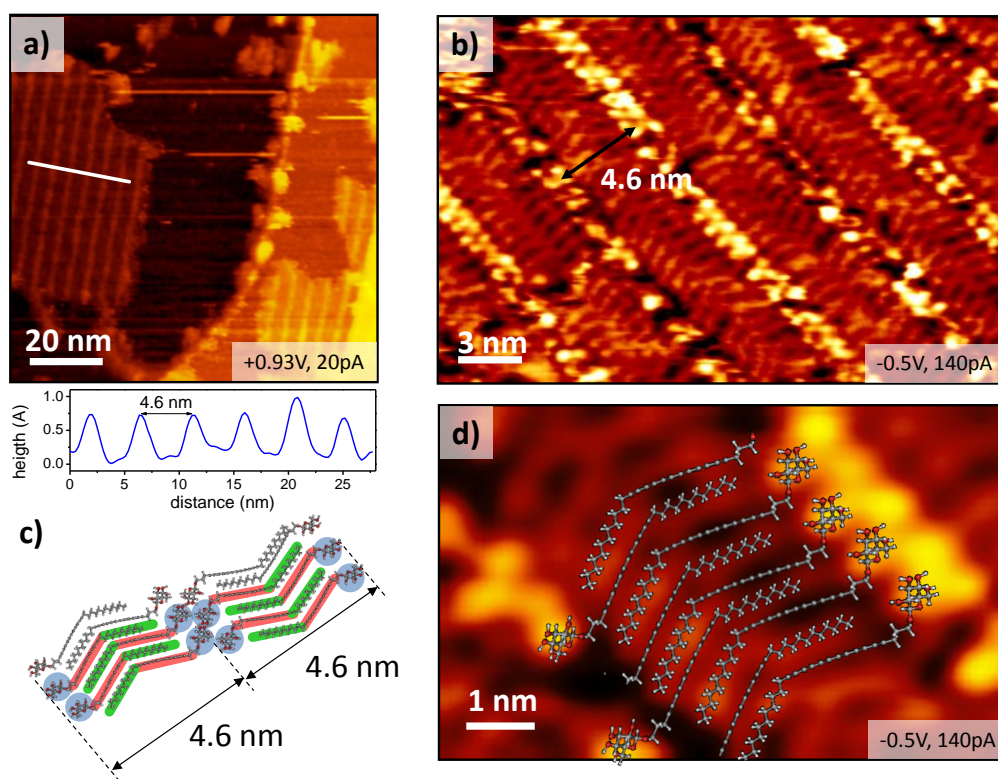 a)
20 nm
+0.93V, 20pA
4.6 nm
1.0
0.5
0.0
heigth (A)
0 5 10 15 20 25
distance (nm)
b)
4.6 nm
3 nm
-0.5V, 140pA
c)
4.6 nm
4.6 nm
d)
1 nm
-0.5V, 140pA